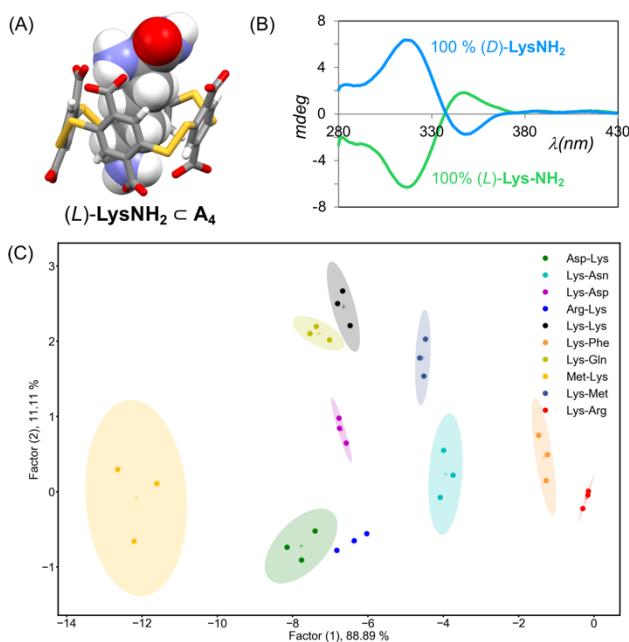 (A)
(L)-LysNH₂ ⊂ A₄
(B)
8
4
0
-4
-8
mdeg
280
330
380
430
λ(nm)
100 % (D)-LysNH₂
100% (L)-Lys-NH₂
(C)
3
2
1
0
−1
Factor (2), 11.11 %
−14
−12
−10
−8
−6
−4
−2
0
Factor (1), 88.89 %
Asp-Lys
Lys-Asn
Lys-Asp
Arg-Lys
Lys-Lys
Lys-Phe
Lys-Gln
Met-Lys
Lys-Met
Lys-Arg